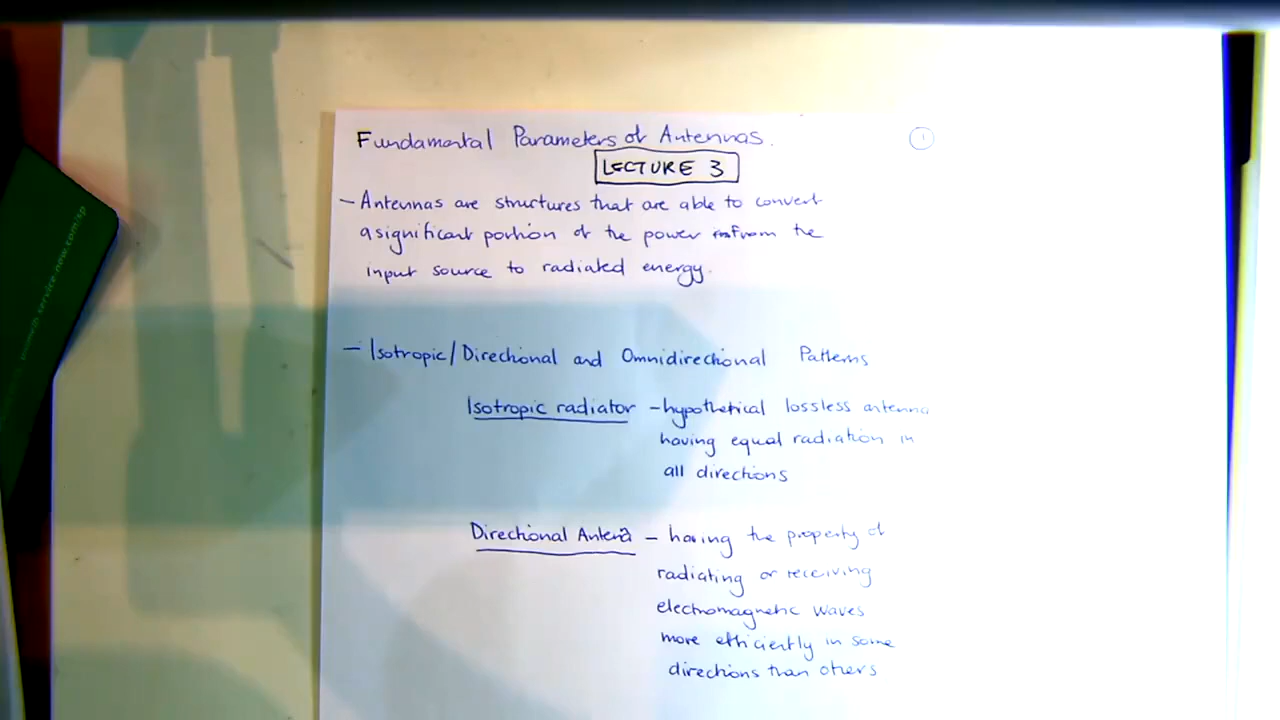 Fundamental Parameters of Antennas.
1
LECTURE 3
- Antennas are structures that are able to convert
a significant portion of the power from the
input source to radiated energy.
- Isotropic/Directional and Omnidirectional Patterns
Isotropic radiator - hypothetical lossless antenna
having equal radiation in
all directions
Directional Antena - having the property of
radiating or receiving
electromagnetic waves
more efficiently in some
directions than others